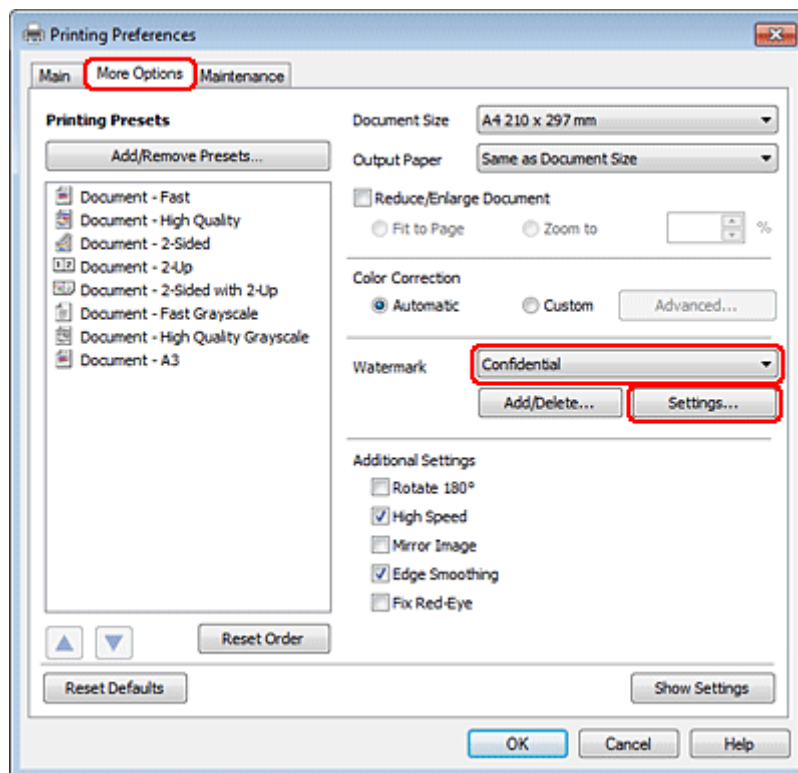 Printing Preferences
Main More Options Maintenance
Printing Presets
Add/Remove Presets...
Document - Fast
Document - High Quality
Document - 2-Sided
1 2 Document - 2-Up
Document - 2-Sided with 2-Up
Document - Fast Grayscale
Document - High Quality Grayscale
Document - A3
Reset Order
Document Size A4 210 x 297 mm
Output Paper Same as Document Size
Reduce/Enlarge Document
Fit to Page Zoom to %
Color Correction
Automatic Custom Advanced...
Watermark Confidential
Add/Delete... Settings...
Additional Settings
Rotate 180°
High Speed
Mirror Image
Edge Smoothing
Fix Red-Eye
Reset Defaults Show Settings
OK Cancel Help